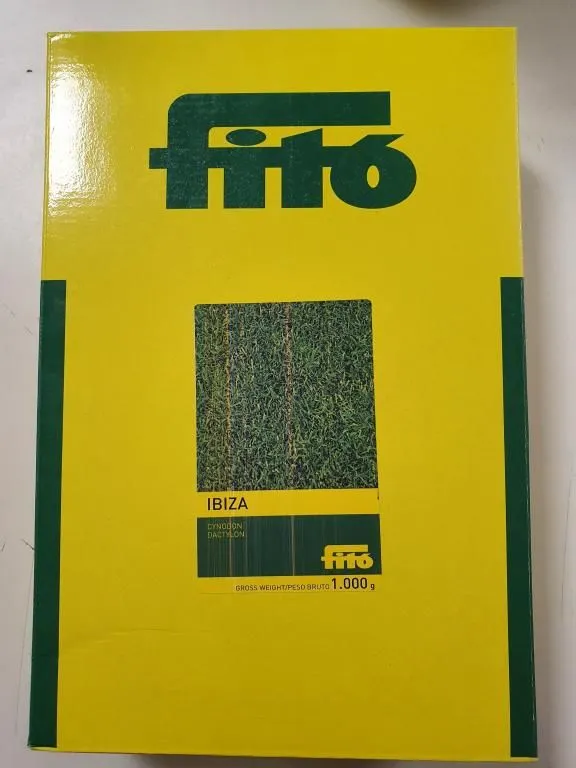 fitó
IBIZA
CYNODON
DACTYLON
fitó
GROSS WEIGHT/PESO BRUTO 1.000 g